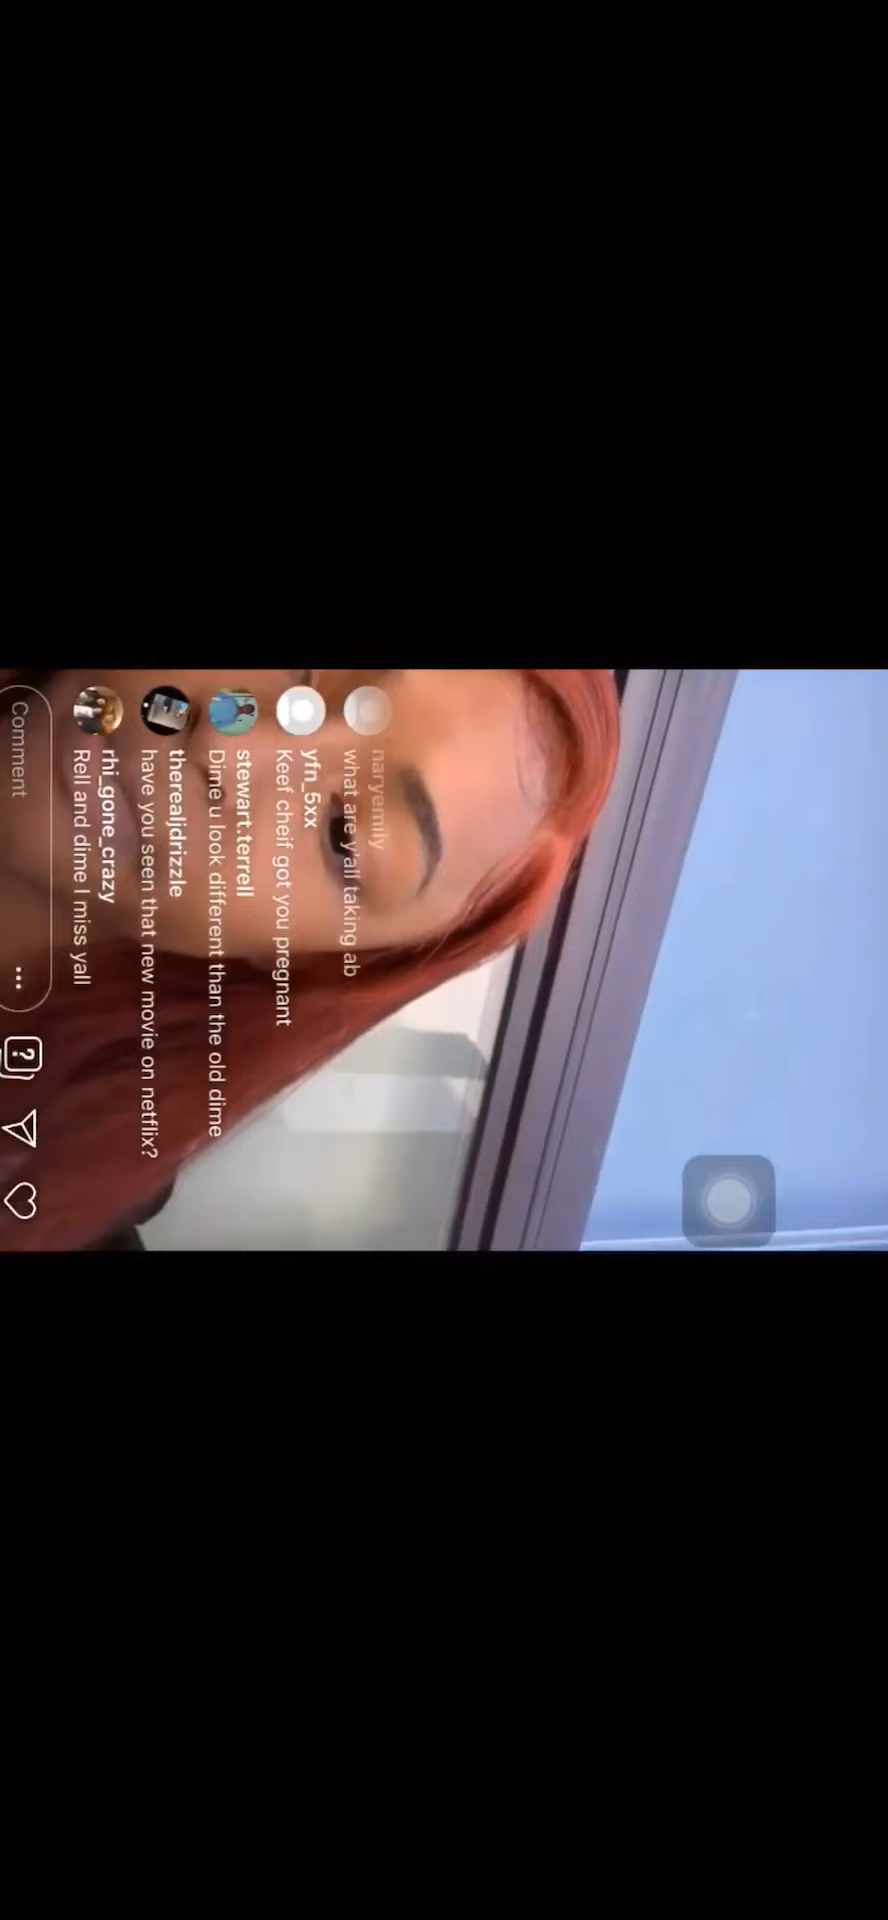 naryemily
what are y'all taking ab
yfn_5xx
Keef cheif got you pregnant
stewart.terrell
Dime u look different than the old dime
therealjdrizzle
have you seen that new movie on netflix?
rhi_gone_crazy
Rell and dime I miss yall
Comment